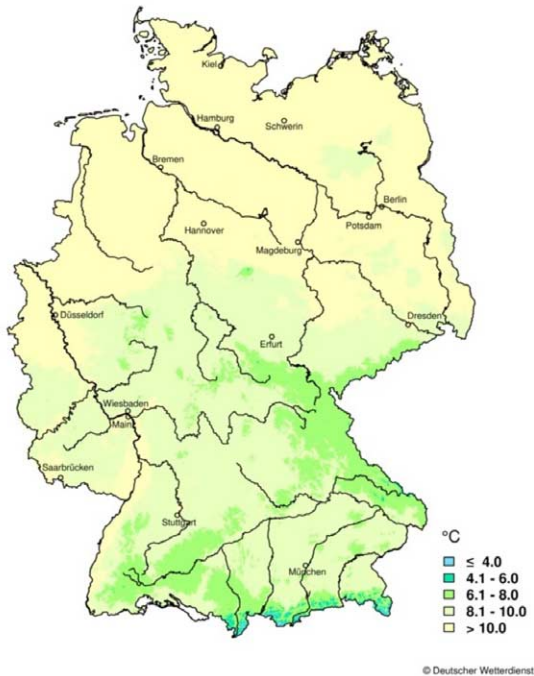 Kiel
Hamburg
Schwerin
Bremen
Berlin
Hannover
Potsdam
Magdeburg
Düsseldorf
Dresden
Erfurt
Wiesbaden
Mainz
Saarbrücken
Stuttgart
München
°C
≤ 4.0
4.1 - 6.0
6.1 - 8.0
8.1 - 10.0
> 10.0
© Deutscher Wetterdienst